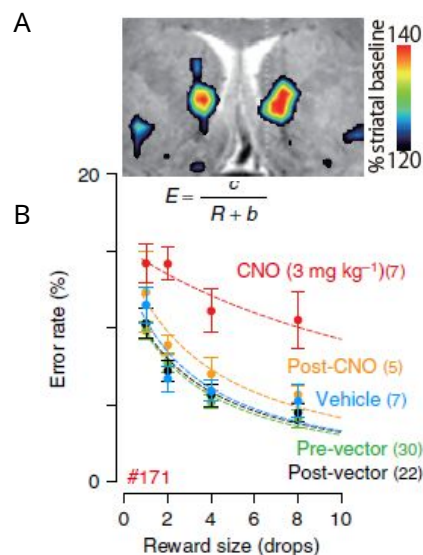 A
140
% striatal baseline
120
B
E = c / R + b
20
Error rate (%)
CNO (3 mg kg⁻¹)(7)
Post-CNO (5)
Vehicle (7)
Pre-vector (30)
Post-vector (22)
#171
0
0 2 4 6 8 10
Reward size (drops)